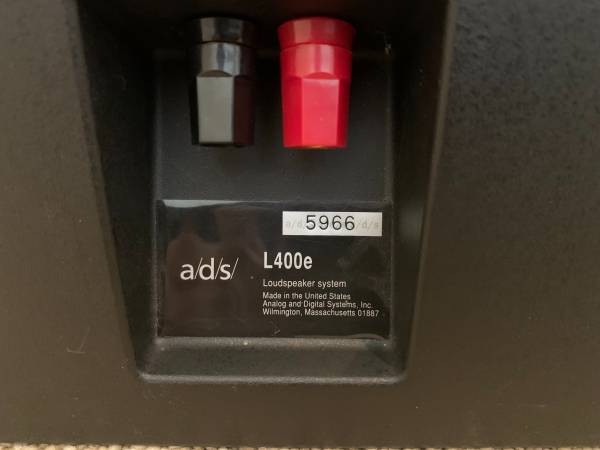 a/d/5966/d/s
a/d/s/
L400e
Loudspeaker system
Made in the United States
Analog and Digital Systems, Inc.
Wilmington, Massachusetts 01887